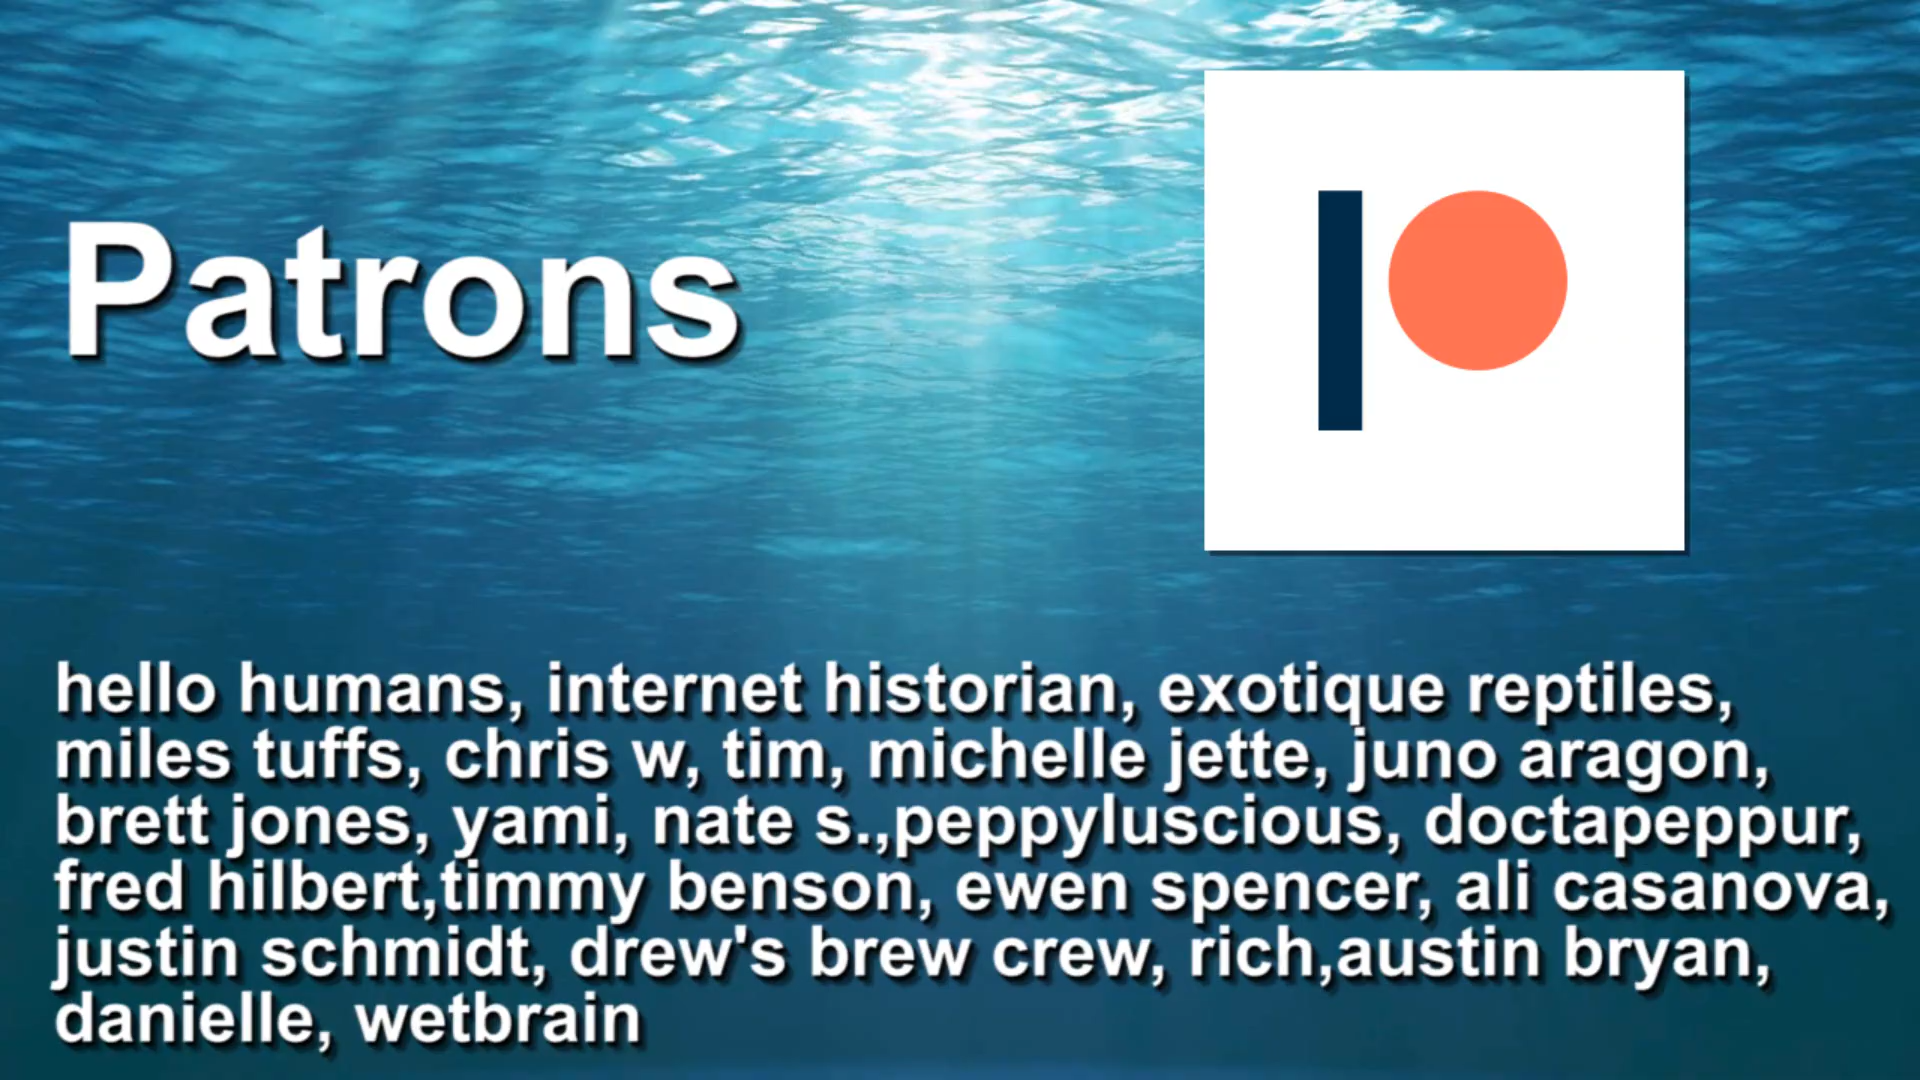 Patrons
hello humans, internet historian, exotique reptiles,
miles tuffs, chris w, tim, michelle jette, juno aragon,
brett jones, yami, nate s.,peppyluscious, doctapeppur,
fred hilbert,timmy benson, ewen spencer, ali casanova,
justin schmidt, drew's brew crew, rich,austin bryan,
danielle, wetbrain